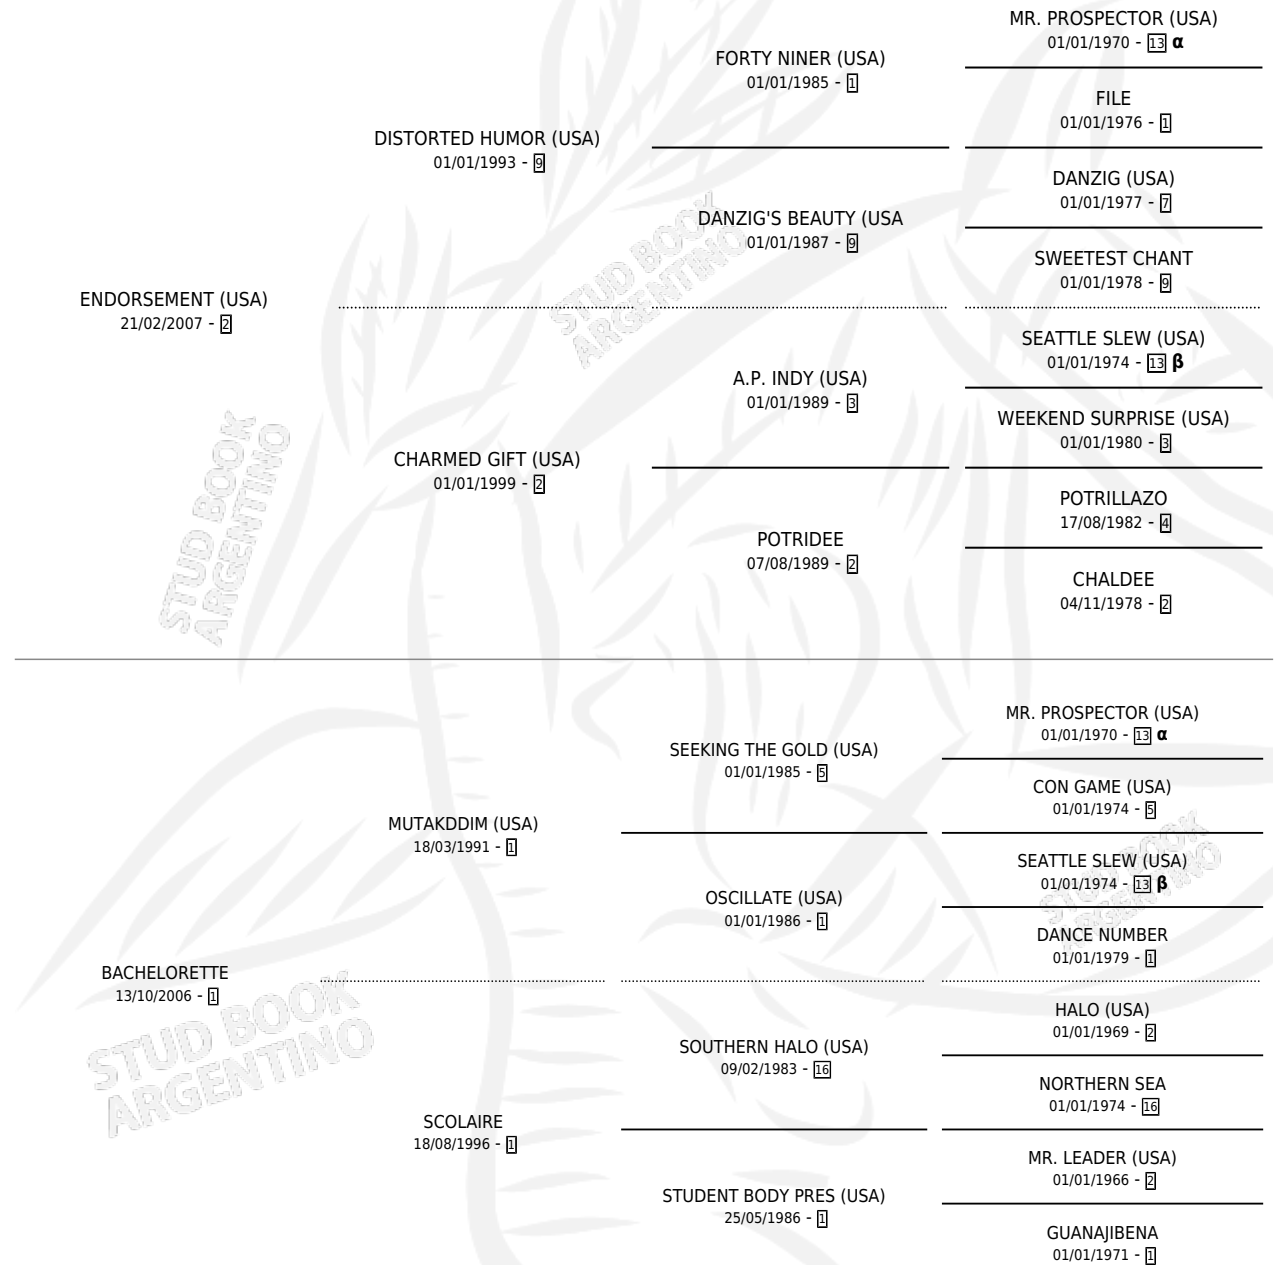 MR. PROSPECTOR (USA)
01/01/1970 - 13 α
FORTY NINER (USA)
01/01/1985 - 1
FILE
01/01/1976 - 1
DISTORTED HUMOR (USA)
01/01/1993 - 9
DANZIG (USA)
01/01/1977 - 7
DANZIG'S BEAUTY (USA
01/01/1987 - 9
SWEETEST CHANT
01/01/1978 - 9
ENDORSEMENT (USA)
21/02/2007 - 2
STUD BOOK
ARGENTINO
SEATTLE SLEW (USA)
01/01/1974 - 13 β
A.P. INDY (USA)
01/01/1989 - 3
WEEKEND SURPRISE (USA)
01/01/1980 - 3
CHARMED GIFT (USA)
01/01/1999 - 2
STUD BOOK
ARGENTINO
POTRILLAZO
17/08/1982 - 4
POTRIDEE
07/08/1989 - 2
CHALDEE
04/11/1978 - 2
MR. PROSPECTOR (USA)
01/01/1970 - 13 α
SEEKING THE GOLD (USA)
01/01/1985 - 5
CON GAME (USA)
01/01/1974 - 5
MUTAKDDIM (USA)
18/03/1991 - 1
STUD BOOK
ARGENTINO
SEATTLE SLEW (USA)
01/01/1974 - 13 β
OSCILLATE (USA)
01/01/1986 - 1
DANCE NUMBER
01/01/1979 - 1
BACHELORETTE
13/10/2006 - 1
STUD BOOK
ARGENTINO
HALO (USA)
01/01/1969 - 2
SOUTHERN HALO (USA)
09/02/1983 - 16
NORTHERN SEA
01/01/1974 - 16
SCOLAIRE
18/08/1996 - 1
MR. LEADER (USA)
01/01/1966 - 2
STUDENT BODY PRES (USA)
25/05/1986 - 1
GUANAJIBENA
01/01/1971 - 1